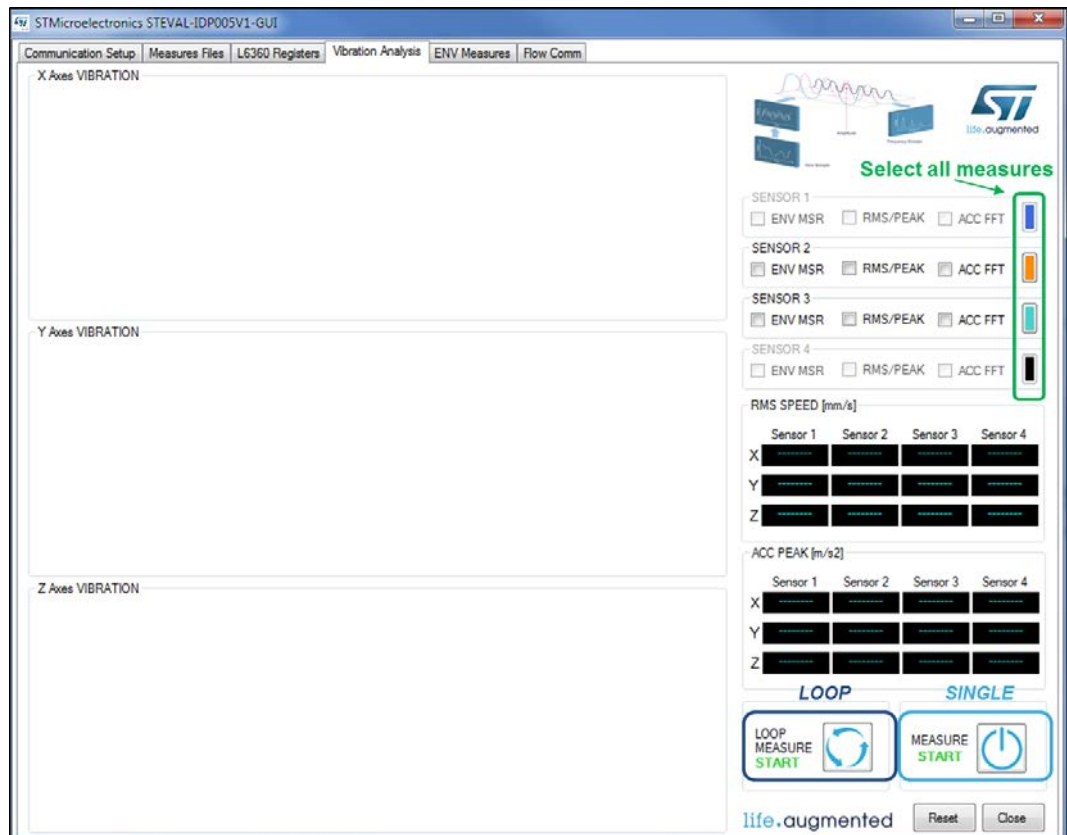 STMicroelectronics STEVAL-IDP005V1-GUI
Communication Setup Measures Files L6360 Registers Vibration Analysis ENV Measures Flow Comm
X Axes VIBRATION
ST
life.augmented
Select all measures
SENSOR 1
ENV MSR RMS/PEAK ACC FFT
SENSOR 2
ENV MSR RMS/PEAK ACC FFT
SENSOR 3
ENV MSR RMS/PEAK ACC FFT
SENSOR 4
ENV MSR RMS/PEAK ACC FFT
Y Axes VIBRATION
RMS SPEED [mm/s]
Sensor 1 Sensor 2 Sensor 3 Sensor 4
X -------- -------- -------- --------
Y -------- -------- -------- --------
Z -------- -------- -------- --------
ACC PEAK [m/s2]
Sensor 1 Sensor 2 Sensor 3 Sensor 4
X -------- -------- -------- --------
Y -------- -------- -------- --------
Z -------- -------- -------- --------
Z Axes VIBRATION
LOOP SINGLE
LOOP
MEASURE
START
MEASURE
START
life.augmented
Reset Close